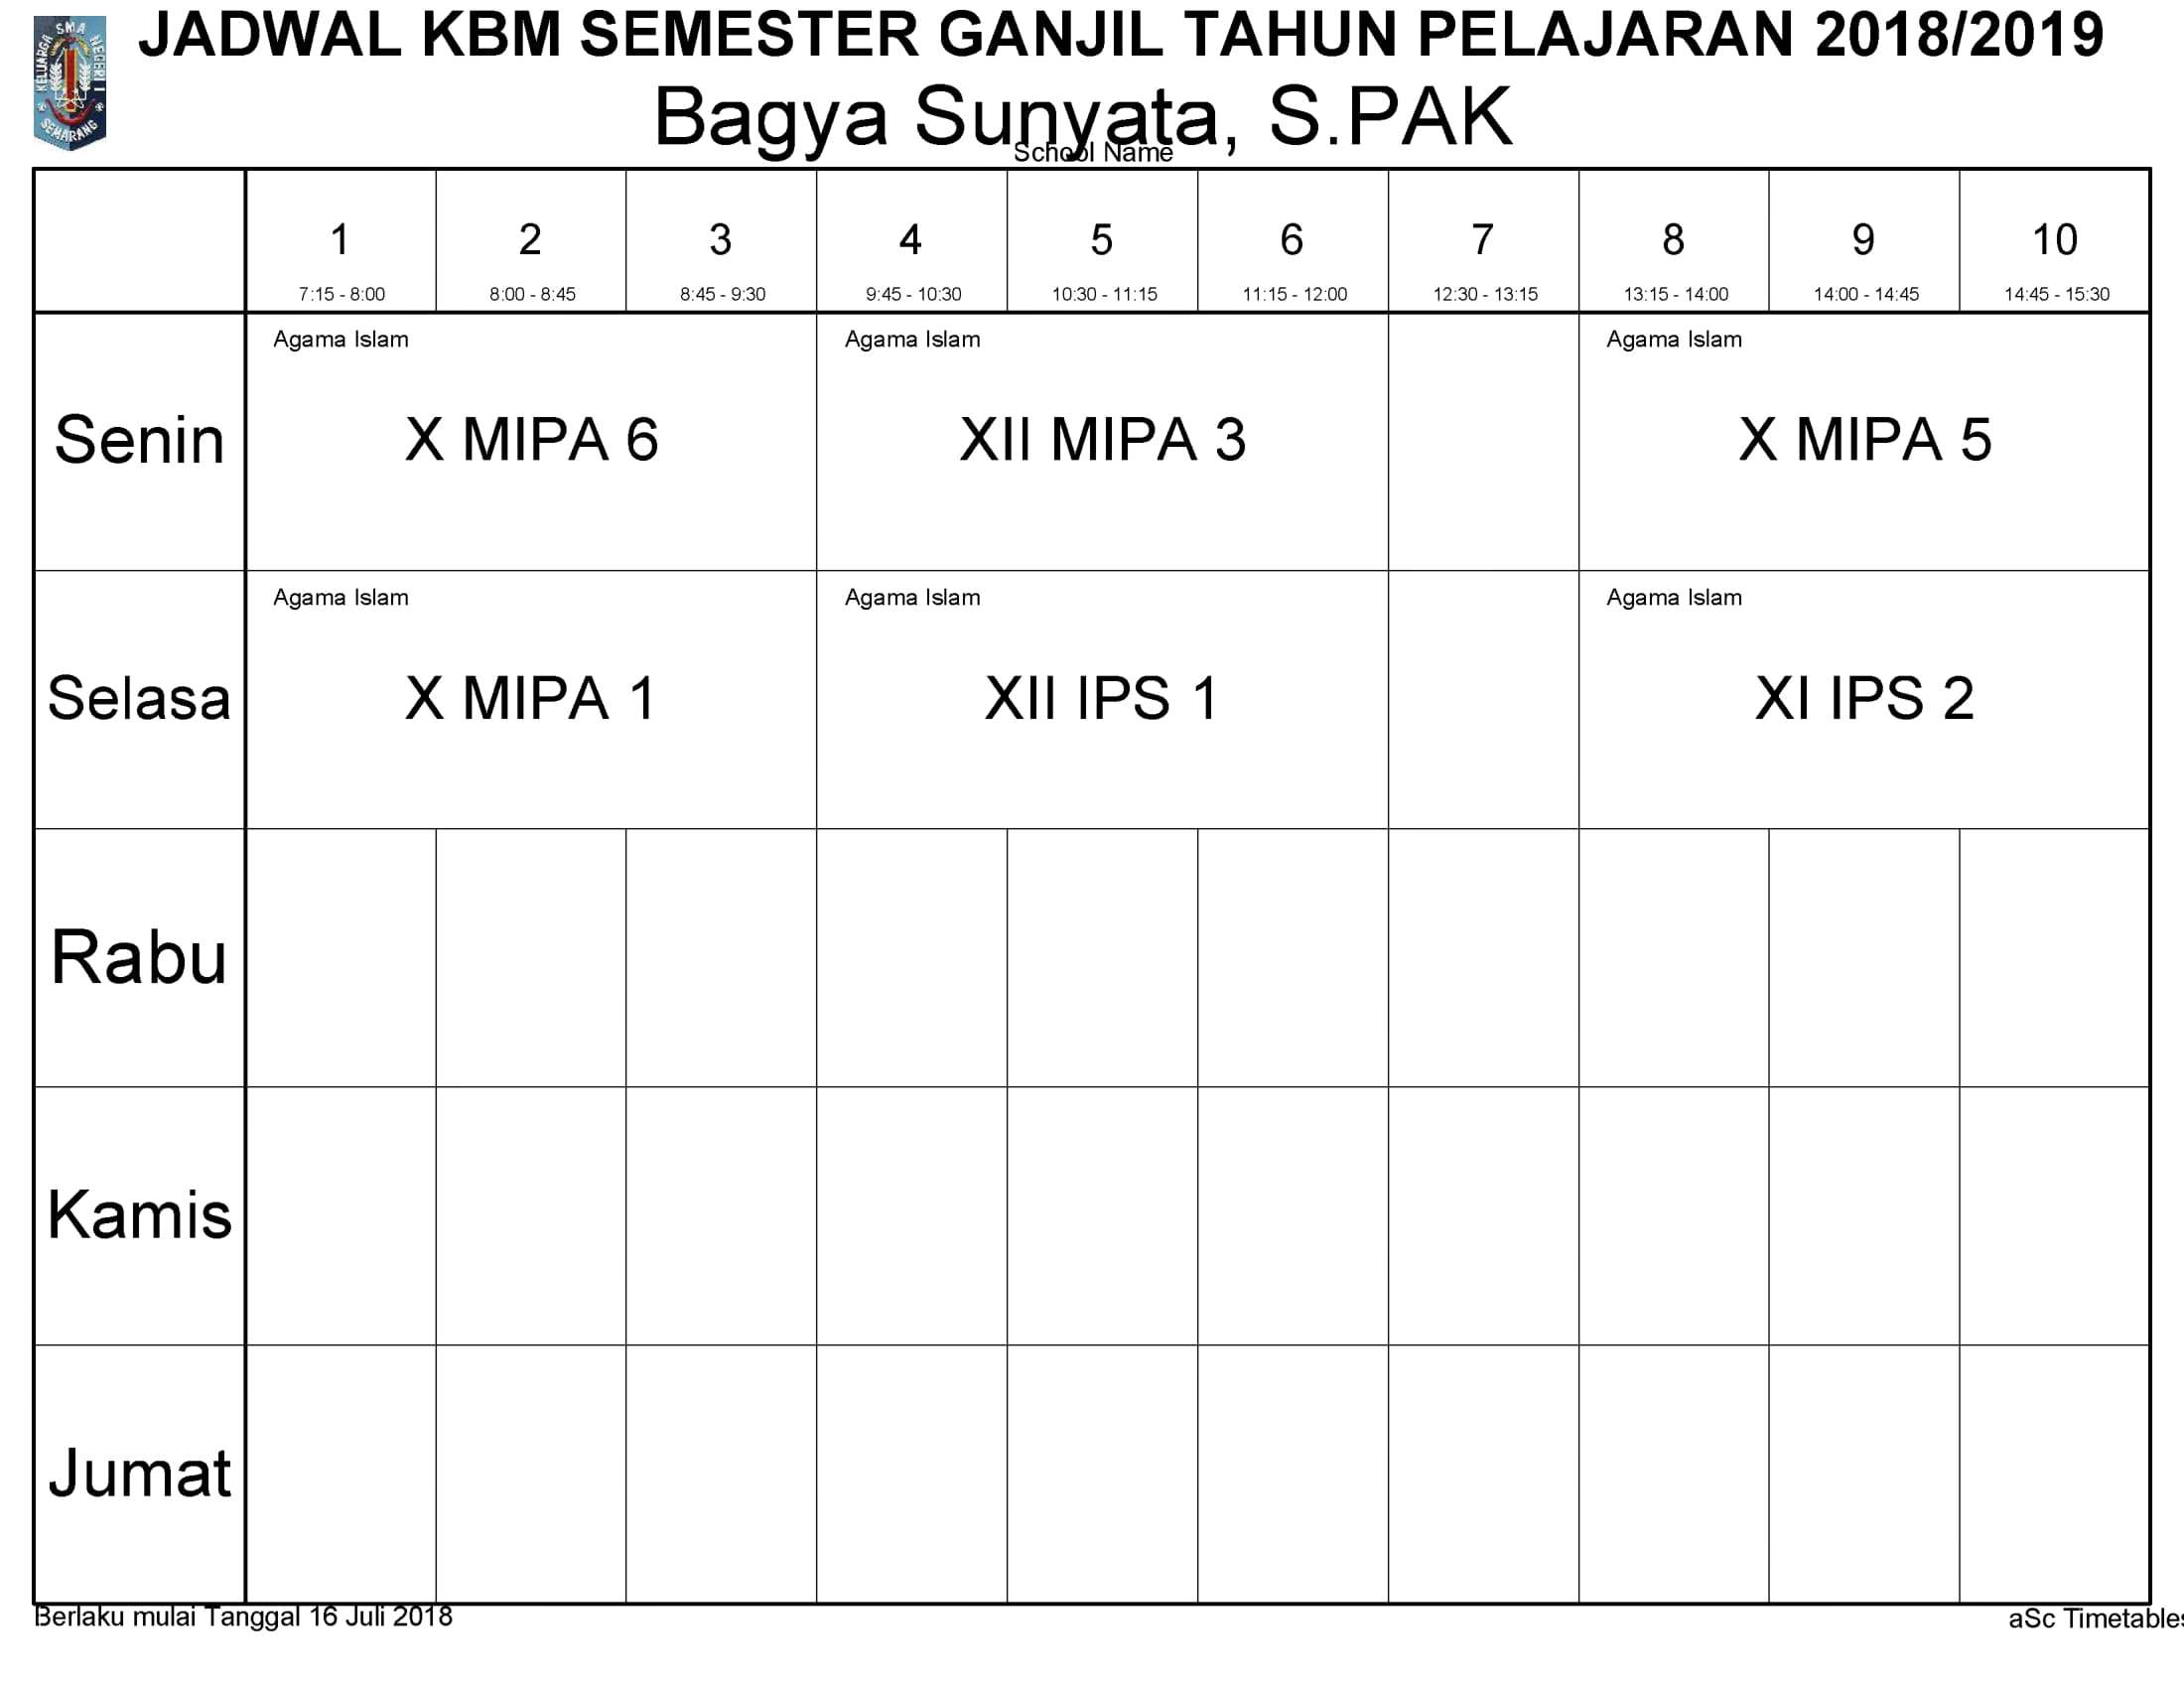 KELUARGA SMA NEGERI 1
SEMARANG
JADWAL KBM SEMESTER GANJIL TAHUN PELAJARAN 2018/2019
Bagya Sunyata, S.PAK
School Name
1 2 3 4 5 6 7 8 9 10
7:15 - 8:00 8:00 - 8:45 8:45 - 9:30 9:45 - 10:30 10:30 - 11:15 11:15 - 12:00 12:30 - 13:15 13:15 - 14:00 14:00 - 14:45 14:45 - 15:30
Agama Islam Agama Islam Agama Islam
Senin X MIPA 6 XII MIPA 3 X MIPA 5
Agama Islam Agama Islam Agama Islam
Selasa X MIPA 1 XII IPS 1 XI IPS 2
Rabu
Kamis
Jumat
Berlaku mulai Tanggal 16 Juli 2018 aSc Timetables